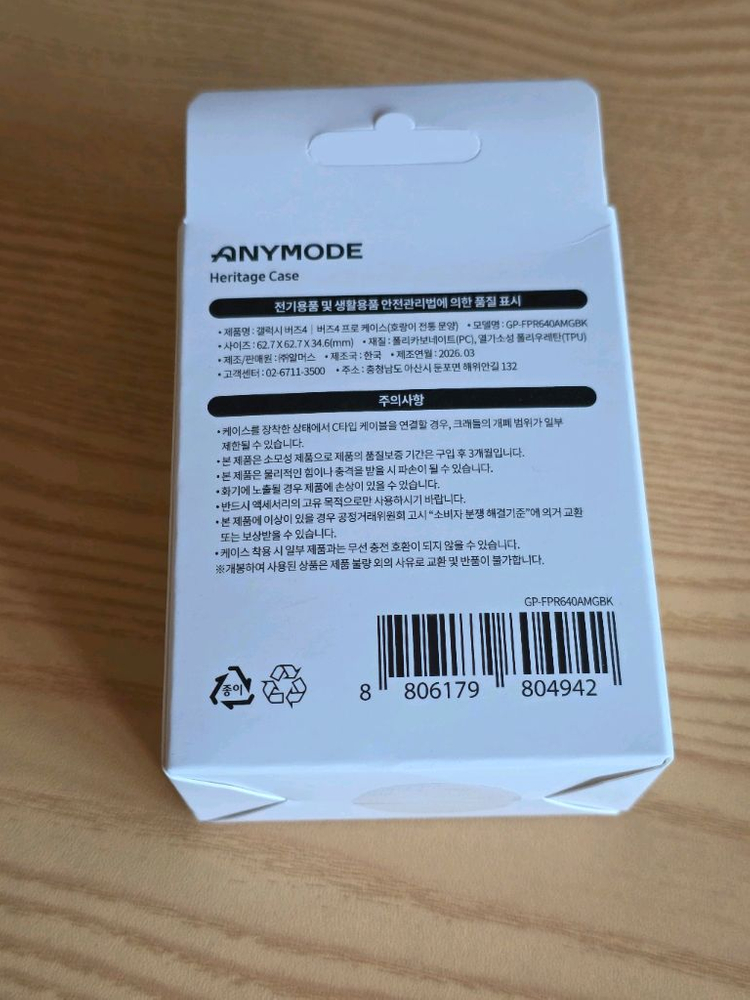 ANYMODE
Heritage Case
전기용품 및 생활용품 안전관리법에 의한 품질 표시
• 제품명 : 갤럭시 버즈4 | 버즈4 프로 케이스(호랑이 전통 문양) • 모델명 : GP-FPR640AMGBK
• 사이즈 : 62.7 X 62.7 X 34.6(mm) • 재질 : 폴리카보네이트(PC), 열가소성 폴리우레탄(TPU)
• 제조/판매원 : ㈜알머스 • 제조국 : 한국 • 제조연월 : 2026. 03
• 고객센터 : 02-6711-3500 • 주소 : 충청남도 아산시 둔포면 해위안길 132
주의사항
• 케이스를 장착한 상태에서 C타입 케이블을 연결할 경우, 크래들의 개폐 범위가 일부
제한될 수 있습니다.
• 본 제품은 소모성 제품으로 제품의 품질보증 기간은 구입 후 3개월입니다.
• 본 제품은 물리적인 힘이나 충격을 받을 시 파손이 될 수 있습니다.
• 화기에 노출될 경우 제품에 손상이 있을 수 있습니다.
• 반드시 액세서리의 고유 목적으로만 사용하시기 바랍니다.
• 본 제품에 이상이 있을 경우 공정거래위원회 고시 “소비자 분쟁 해결기준”에 의거 교환
또는 보상받을 수 있습니다.
• 케이스 착용 시 일부 제품과는 무선 충전 호환이 되지 않을 수 있습니다.
※개봉하여 사용된 상품은 제품 불량 외의 사유로 교환 및 반품이 불가합니다.
GP-FPR640AMGBK
종이
8 806179 804942